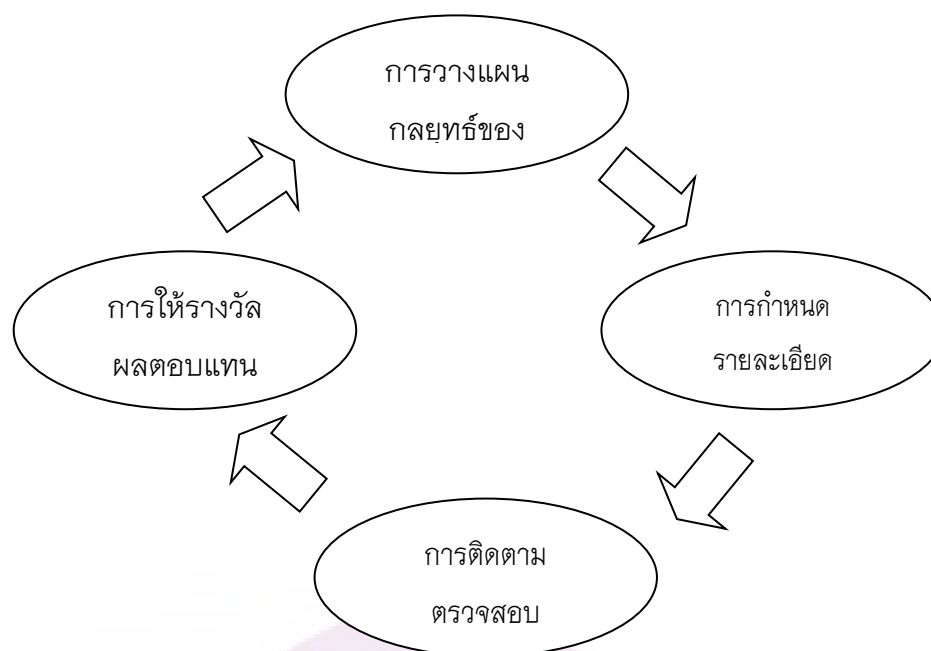 การวางแผน
กลยุทธ์ของ
การให้รางวัล
ผลตอบแทน
การกำหนด
รายละเอียด
การติดตาม
ตรวจสอบ